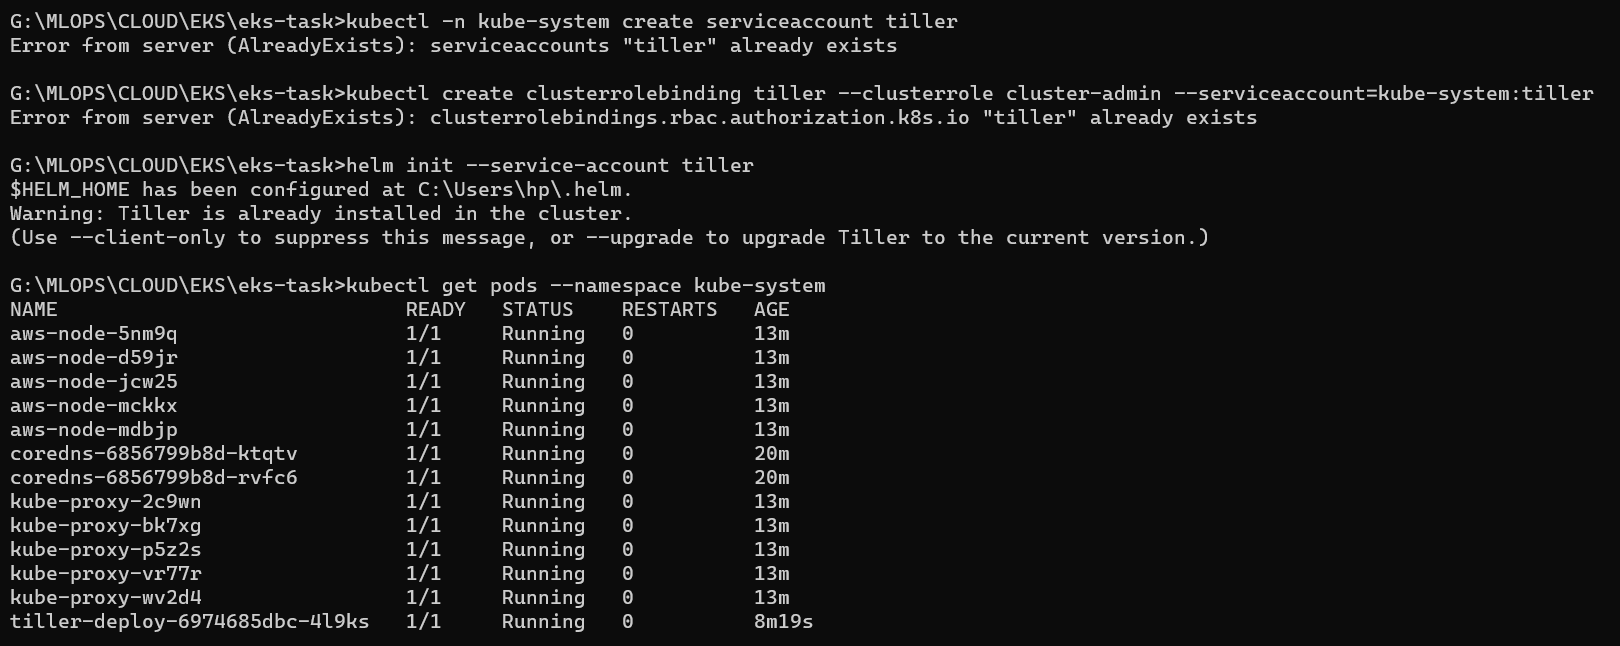 G:\MLOPS\CLOUD\EKS\eks-task>kubectl -n kube-system create serviceaccount tiller
Error from server (AlreadyExists): serviceaccounts "tiller" already exists
G:\MLOPS\CLOUD\EKS\eks-task>kubectl create clusterrolebinding tiller --clusterrole cluster-admin --serviceaccount=kube-system:tiller
Error from server (AlreadyExists): clusterrolebindings.rbac.authorization.k8s.io "tiller" already exists
G:\MLOPS\CLOUD\EKS\eks-task>helm init --service-account tiller
$HELM_HOME has been configured at C:\Users\hp\.helm.
Warning: Tiller is already installed in the cluster.
(Use --client-only to suppress this message, or --upgrade to upgrade Tiller to the current version.)
G:\MLOPS\CLOUD\EKS\eks-task>kubectl get pods --namespace kube-system
NAME READY STATUS RESTARTS AGE
aws-node-5nm9q 1/1 Running 0 13m
aws-node-d59jr 1/1 Running 0 13m
aws-node-jcw25 1/1 Running 0 13m
aws-node-mckkx 1/1 Running 0 13m
aws-node-mdbjp 1/1 Running 0 13m
coredns-6856799b8d-ktqtv 1/1 Running 0 20m
coredns-6856799b8d-rvfc6 1/1 Running 0 20m
kube-proxy-2c9wn 1/1 Running 0 13m
kube-proxy-bk7xg 1/1 Running 0 13m
kube-proxy-p5z2s 1/1 Running 0 13m
kube-proxy-vr77r 1/1 Running 0 13m
kube-proxy-wv2d4 1/1 Running 0 13m
tiller-deploy-6974685dbc-4l9ks 1/1 Running 0 8m19s